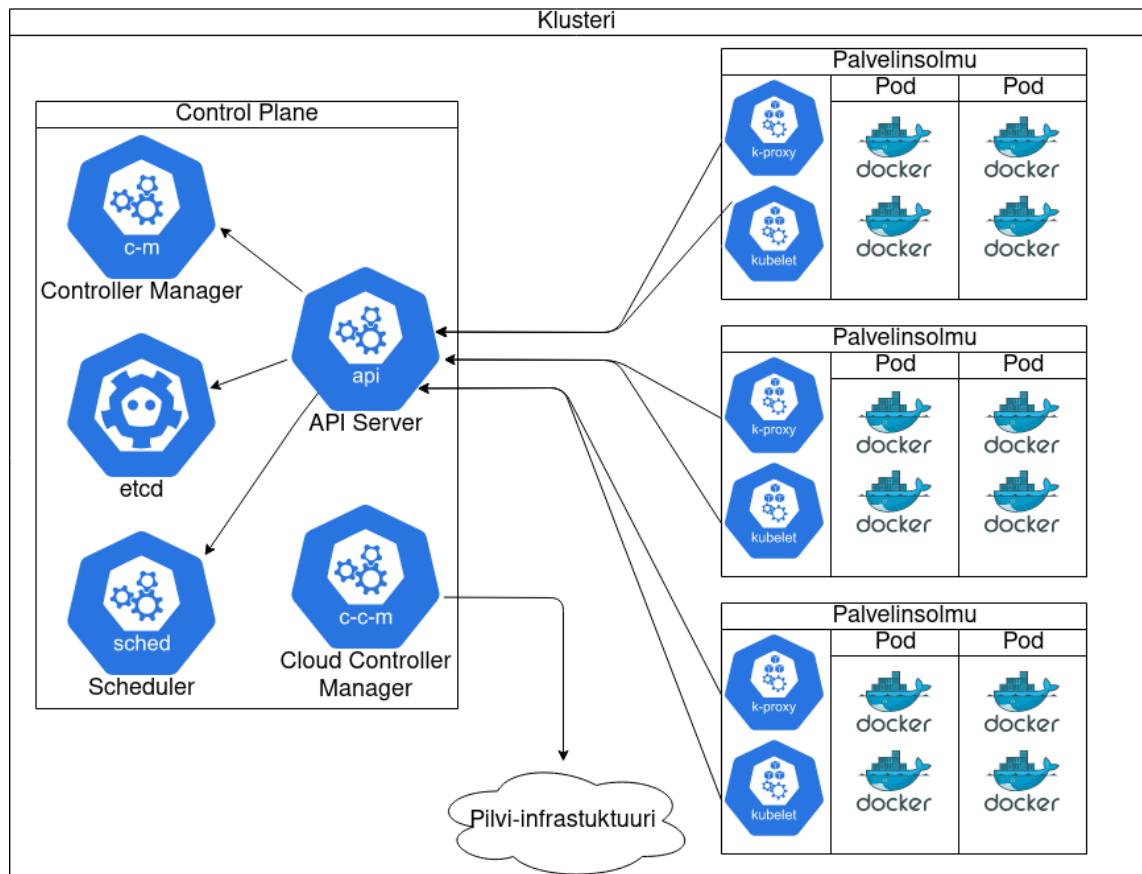 Klusteri
Control Plane
c-m
Controller Manager
api
API Server
etcd
sched
Scheduler
c-c-m
Cloud Controller
Manager
Pilvi-infrastuktuuri
Palvelinsolmu
Pod
Pod
k-proxy
docker
docker
kubelet
docker
docker
Palvelinsolmu
Pod
Pod
k-proxy
docker
docker
kubelet
docker
docker
Palvelinsolmu
Pod
Pod
k-proxy
docker
docker
kubelet
docker
docker